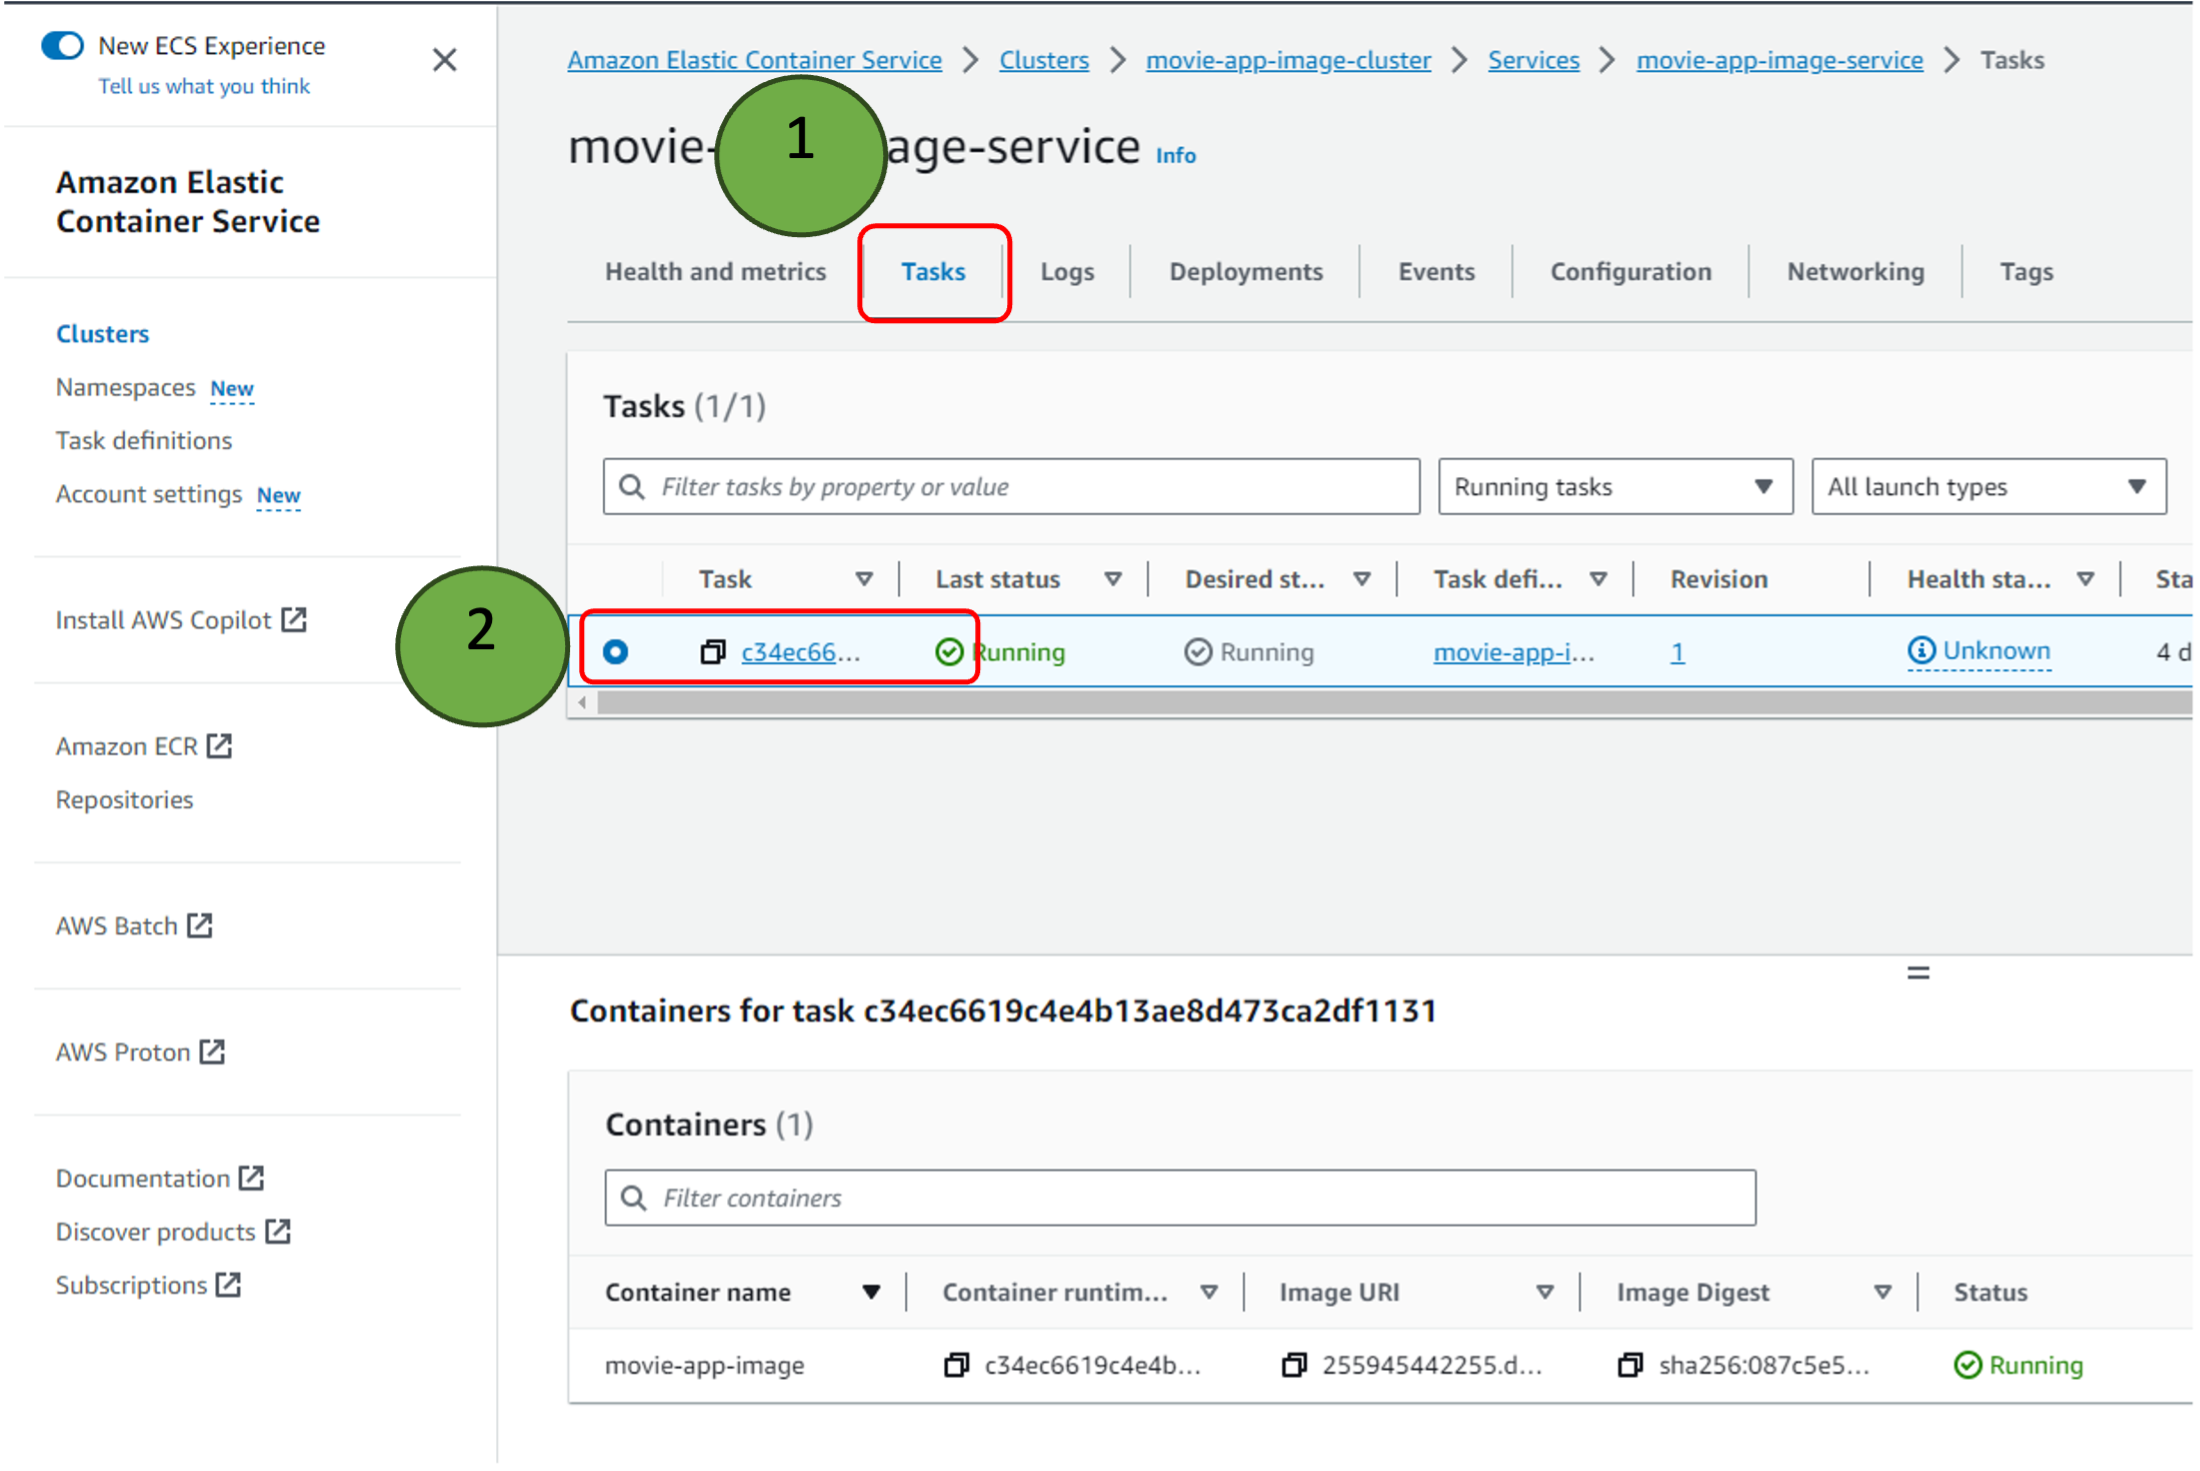 New ECS Experience
Tell us what you think
Amazon Elastic
Container Service
Clusters
Namespaces New
Task definitions
Account settings New
Install AWS Copilot
Amazon ECR
Repositories
AWS Batch
AWS Proton
Documentation
Discover products
Subscriptions
Amazon Elastic Container Service > Clusters > movie-app-image-cluster > Services > movie-app-image-service > Tasks
1
movie- age-service Info
Health and metrics Tasks Logs Deployments Events Configuration Networking Tags
Tasks (1/1)
Filter tasks by property or value Running tasks All launch types
Task Last status Desired st... Task defi... Revision Health sta... Sta
2
c34ec66... Running Running movie-app-i... 1 Unknown 4 d
Containers for task c34ec6619c4e4b13ae8d473ca2df1131
Containers (1)
Filter containers
Container name Container runtim... Image URI Image Digest Status
movie-app-image c34ec6619c4e4b... 255945442255.d... sha256:087c5e5... Running